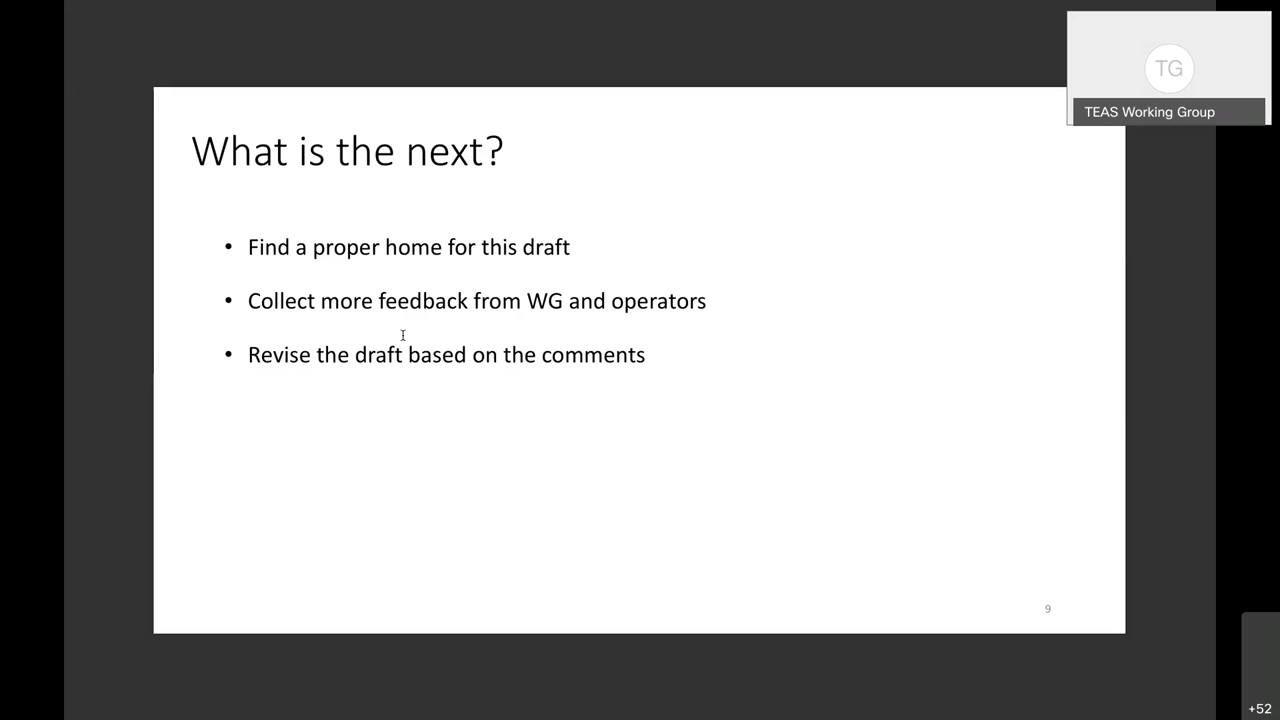 TG
TEAS Working Group
What is the next?
• Find a proper home for this draft
• Collect more feedback from WG and operators
• Revise the draft based on the comments
9
+52